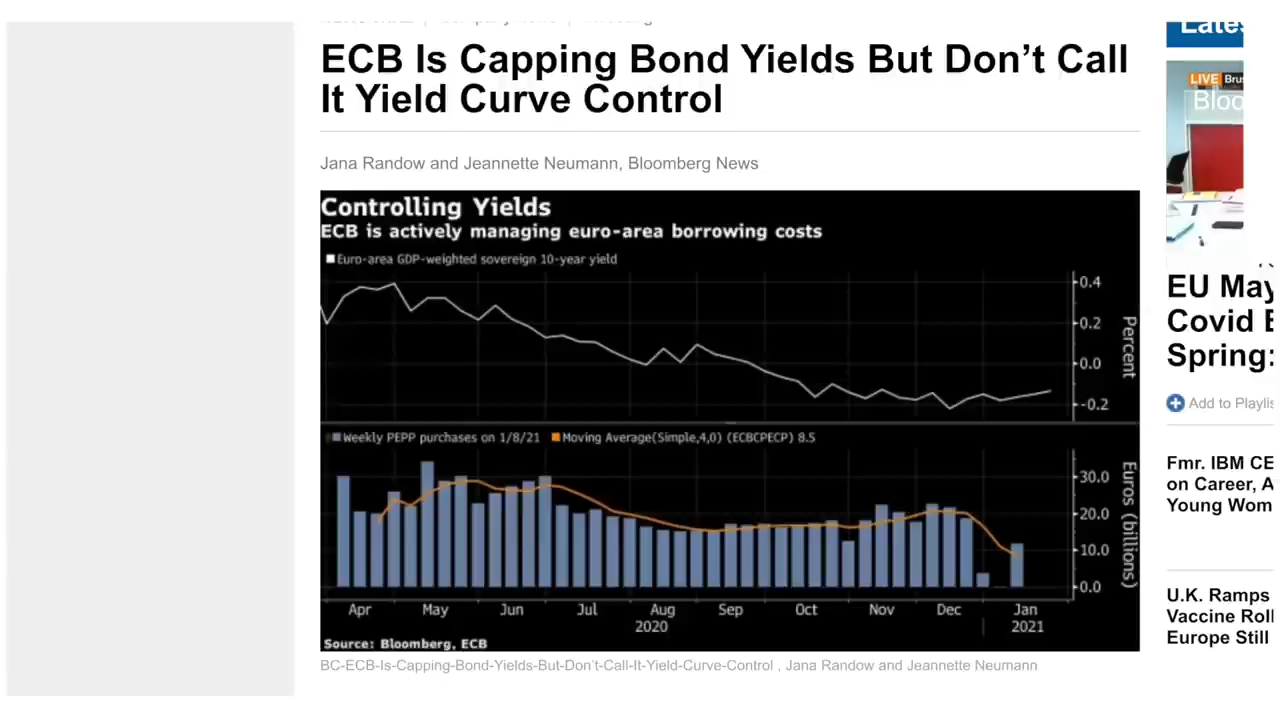 ECB Is Capping Bond Yields But Don’t Call
It Yield Curve Control
Jana Randow and Jeannette Neumann, Bloomberg News
Controlling Yields
ECB is actively managing euro-area borrowing costs
Euro-area GDP-weighted sovereign 10-year yield
0.4
0.2
0.0
-0.2
Percent
Weekly PEPP purchases on 1/8/21 Moving Average(Simple,4,0) (ECBCPECP) 8.5
30.0
20.0
10.0
0.0
Euros (billions)
Apr May Jun Jul Aug Sep Oct Nov Dec Jan
2020 2021
Source: Bloomberg, ECB
BC-ECB-Is-Capping-Bond-Yields-But-Don't-Call-It-Yield-Curve-Control , Jana Randow and Jeannette Neumann
Lates
LIVE Brus
Bloo
EU May
Covid
Spring:
Add to Playlis
Fmr. IBM CE
on Career, A
Young Wom
U.K. Ramps
Vaccine Roll
Europe Still